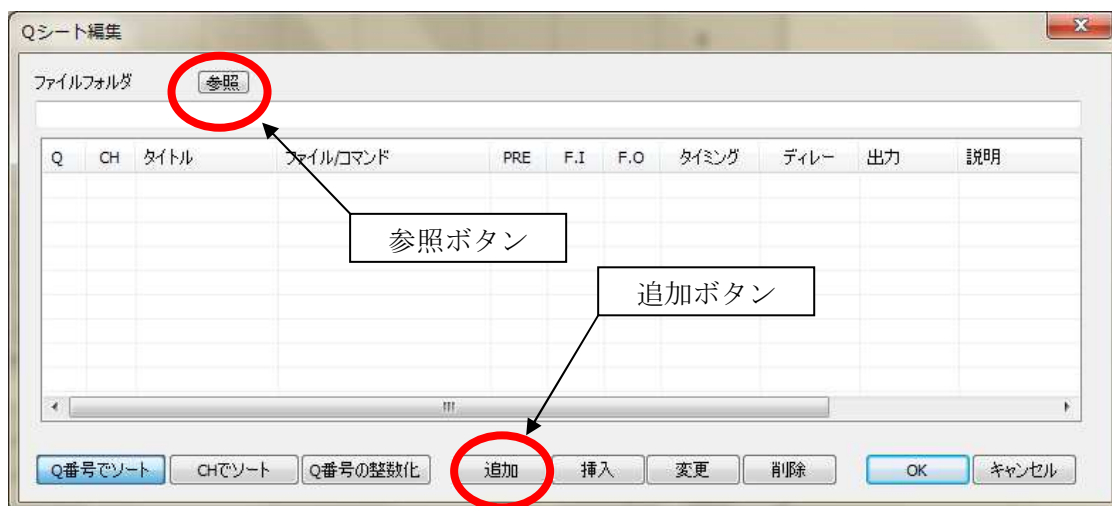 Qシート編集
ファイルフォルダ 参照
Q CH タイトル ファイル/コマンド PRE F.I F.O タイミング ディレー 出力 説明
参照ボタン
追加ボタン
Q番号でソート CHでソート Q番号の整数化 追加 挿入 変更 削除 OK キャンセル